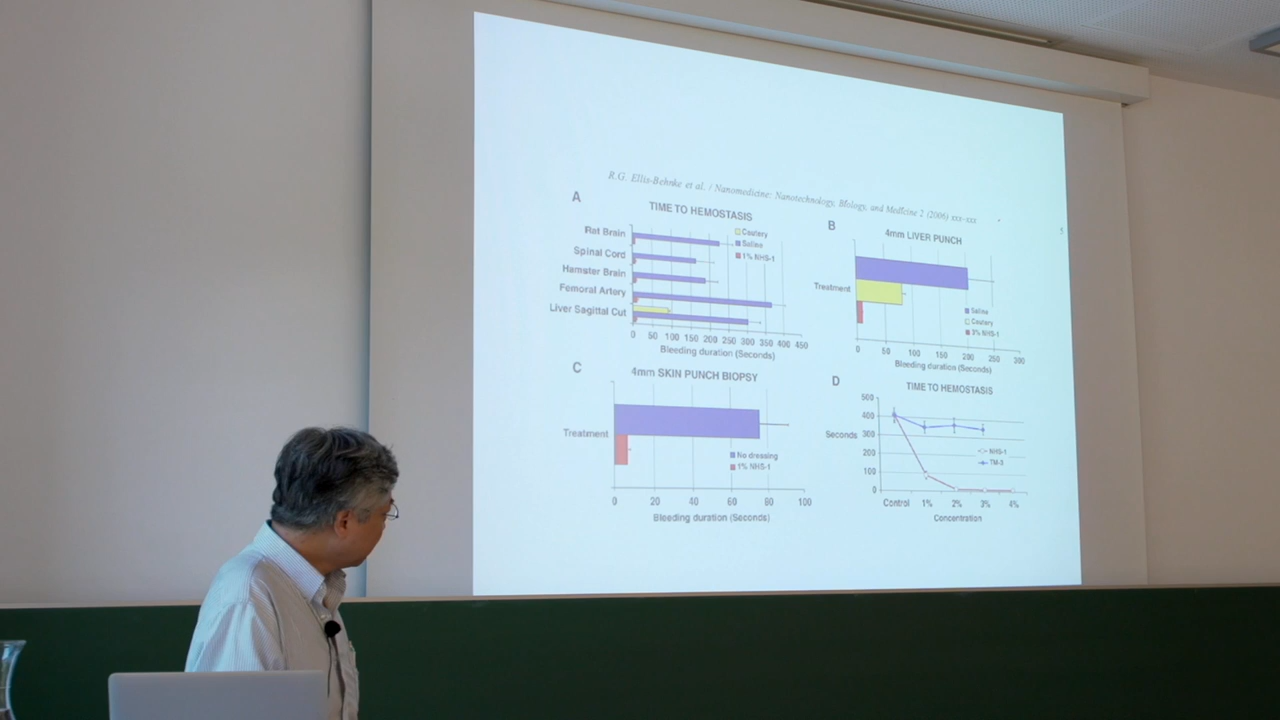 R.G. Ellis-Behnke et al. / Nanomedicine: Nanotechnology, Biology, and Medicine 2 (2006) xxx–xxx
5
A
TIME TO HEMOSTASIS
Rat Brain
Spinal Cord
Hamster Brain
Femoral Artery
Liver Sagittal Cut
Cautery
Saline
1% NHS-1
0 50 100 150 200 250 300 350 400 450
Bleeding duration (Seconds)
B
4mm LIVER PUNCH
Treatment
Saline
Cautery
3% NHS-1
0 50 100 150 200 250 300
Bleeding duration (Seconds)
C
4mm SKIN PUNCH BIOPSY
Treatment
No dressing
1% NHS-1
0 20 40 60 80 100
Bleeding duration (Seconds)
D
TIME TO HEMOSTASIS
500
400
300
200
100
0
Seconds
NHS-1
TM-3
Control 1% 2% 3% 4%
Concentration